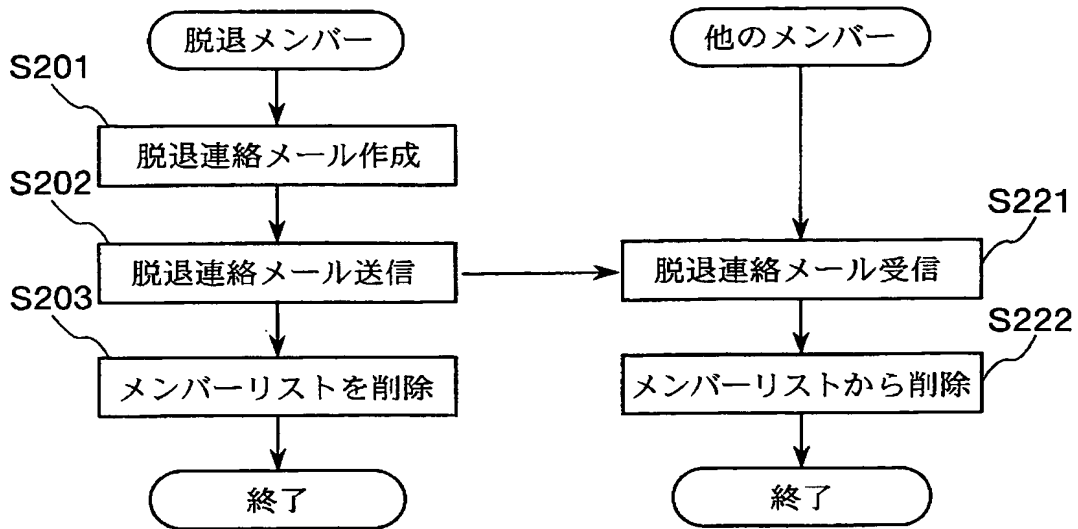 脱退メンバー
S201
脱退連絡メール作成
S202
脱退連絡メール送信
S203
メンバーリストを削除
終了
他のメンバー
S221
脱退連絡メール受信
S222
メンバーリストから削除
終了